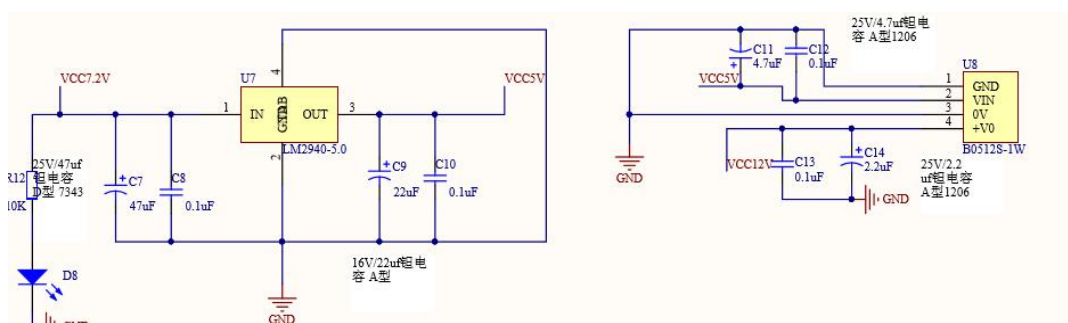 VCC7.2V
U7
4
1
IN
OUT
3
LM2940-5.0
2
VCC5V
25V/47uf
钽电
容
D型 7343
R12
10K
C7
47uF
C8
0.1uF
C9
22uF
C10
0.1uF
16V/22uf钽电
容 A型
D8
GND
GND
25V/4.7uf钽电
容 A型1206
C11
4.7uF
C12
0.1uF
VCC5V
U8
1
GND
2
VIN
3
0V
4
+V0
B0512S-1W
GND
VCC12V
C13
0.1uF
C14
2.2uF
GND
25V/2.2
uf钽电容
A型1206